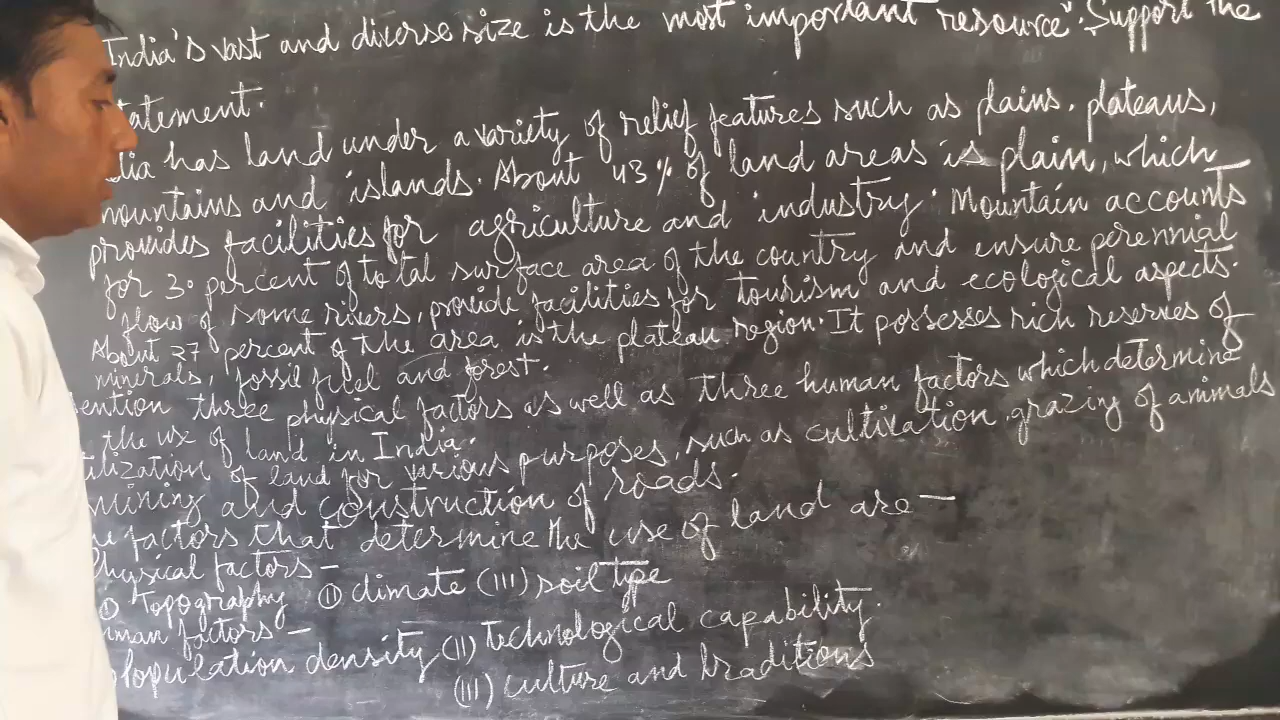 India's vast and diverse size is the most important resource". Support the
tatement.
dia has land under a variety of relief features such as plains, plateaus,
mountains and islands. About 43% of land areas is plain, which
provides facilities for agriculture and industry. Mountain accounts
for 30 percent of total surface area of the country and ensure perennial
flow of some rivers, provide facilities for tourism and ecological aspects.
About 27 percent of the area is the plateau region. It possesses rich reserves of
minerals, fossil fuel and forest.
ention three physical factors as well as three human factors which determine
the use of land in India.
tilization of land for various purposes, such as cultivation, grazing of animals
mining and construction of roads.
e factors that determine the use of land are —
Physical factors —
(I) Topography (II) climate (III) soil type
uman factors —
Population density (II) Technological capability.
(III) culture and traditions